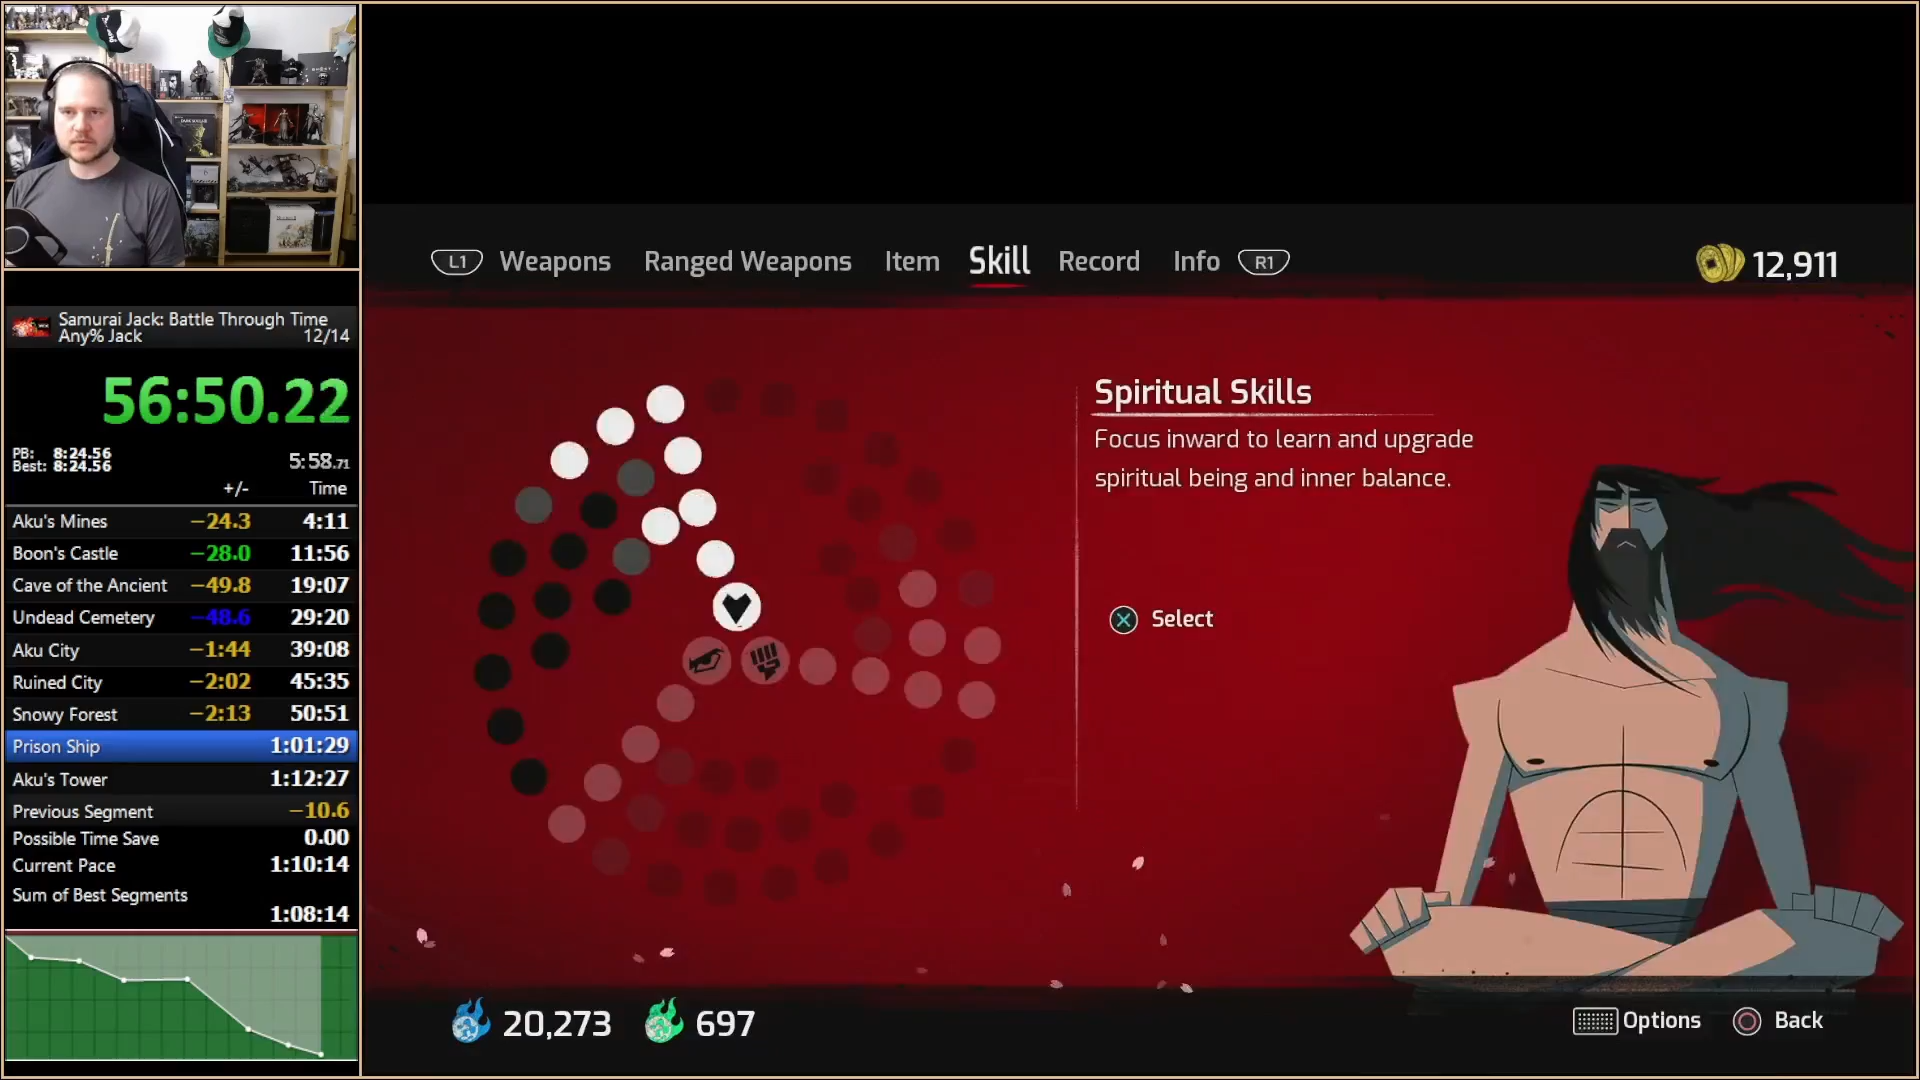 L1 Weapons Ranged Weapons Item Skill Record Info R1
12,911
Samurai Jack: Battle Through Time
Any% Jack 12/14
56:50.22
PB: 8:24.56
Best: 8:24.56
5:58.71
+/- Time
Aku's Mines −24.3 4:11
Boon's Castle −28.0 11:56
Cave of the Ancient −49.8 19:07
Undead Cemetery −48.6 29:20
Aku City −1:44 39:08
Ruined City −2:02 45:35
Snowy Forest −2:13 50:51
Prison Ship 1:01:29
Aku's Tower 1:12:27
Previous Segment −10.6
Possible Time Save 0.00
Current Pace 1:10:14
Sum of Best Segments
1:08:14
Spiritual Skills
Focus inward to learn and upgrade
spiritual being and inner balance.
Select
20,273 697
Options Back